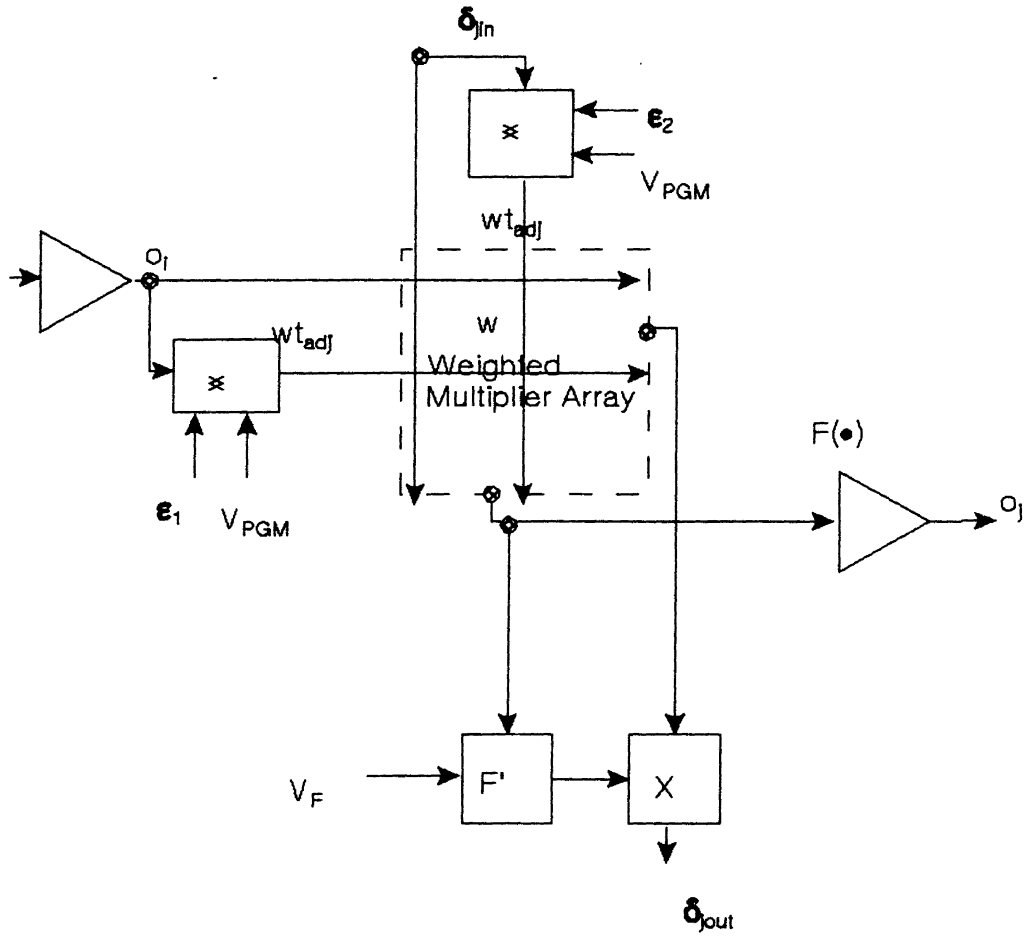 δjin
*
ε2
VPGM
wtadj
oi
w
wtadj
Weighted
Multiplier Array
*
ε1
VPGM
F(●)
oj
VF
F'
X
δjout